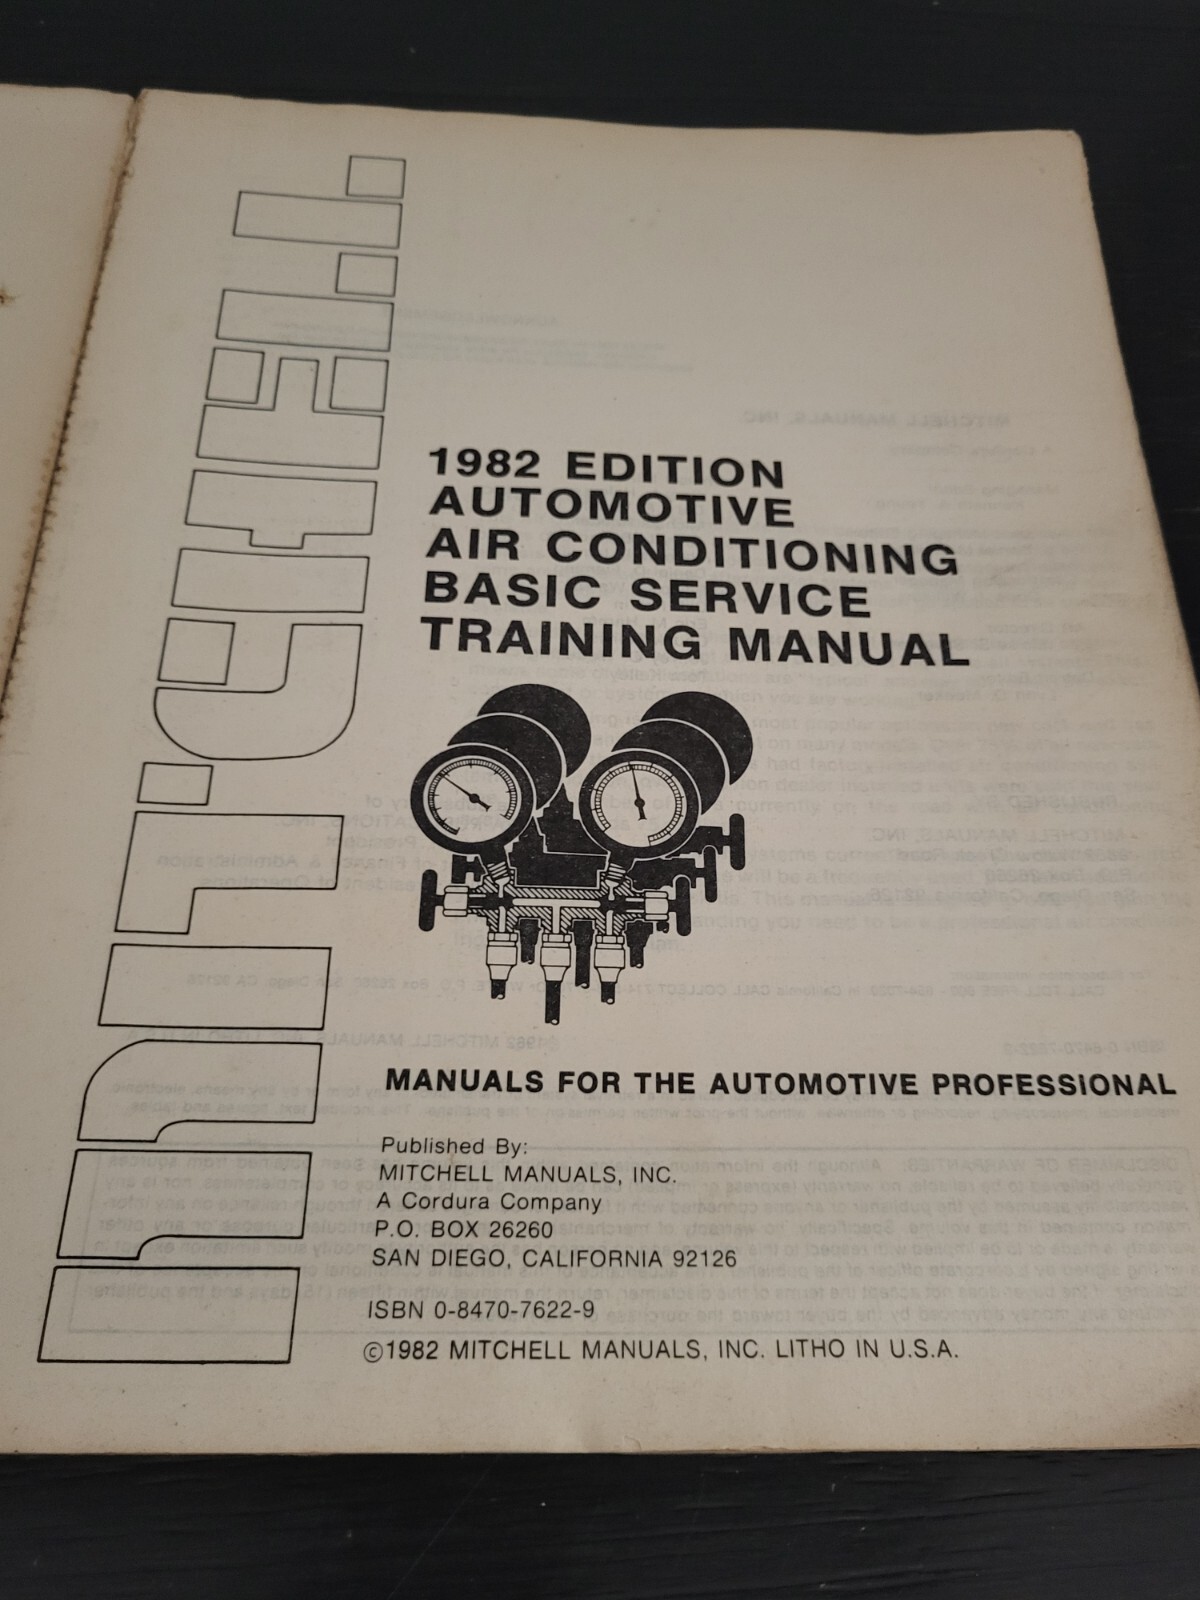 mitchell
1982 EDITION
AUTOMOTIVE
AIR CONDITIONING
BASIC SERVICE
TRAINING MANUAL
MANUALS FOR THE AUTOMOTIVE PROFESSIONAL
Published By:
MITCHELL MANUALS, INC.
A Cordura Company
P.O. BOX 26260
SAN DIEGO, CALIFORNIA 92126
ISBN 0-8470-7622-9
©1982 MITCHELL MANUALS, INC. LITHO IN U.S.A.